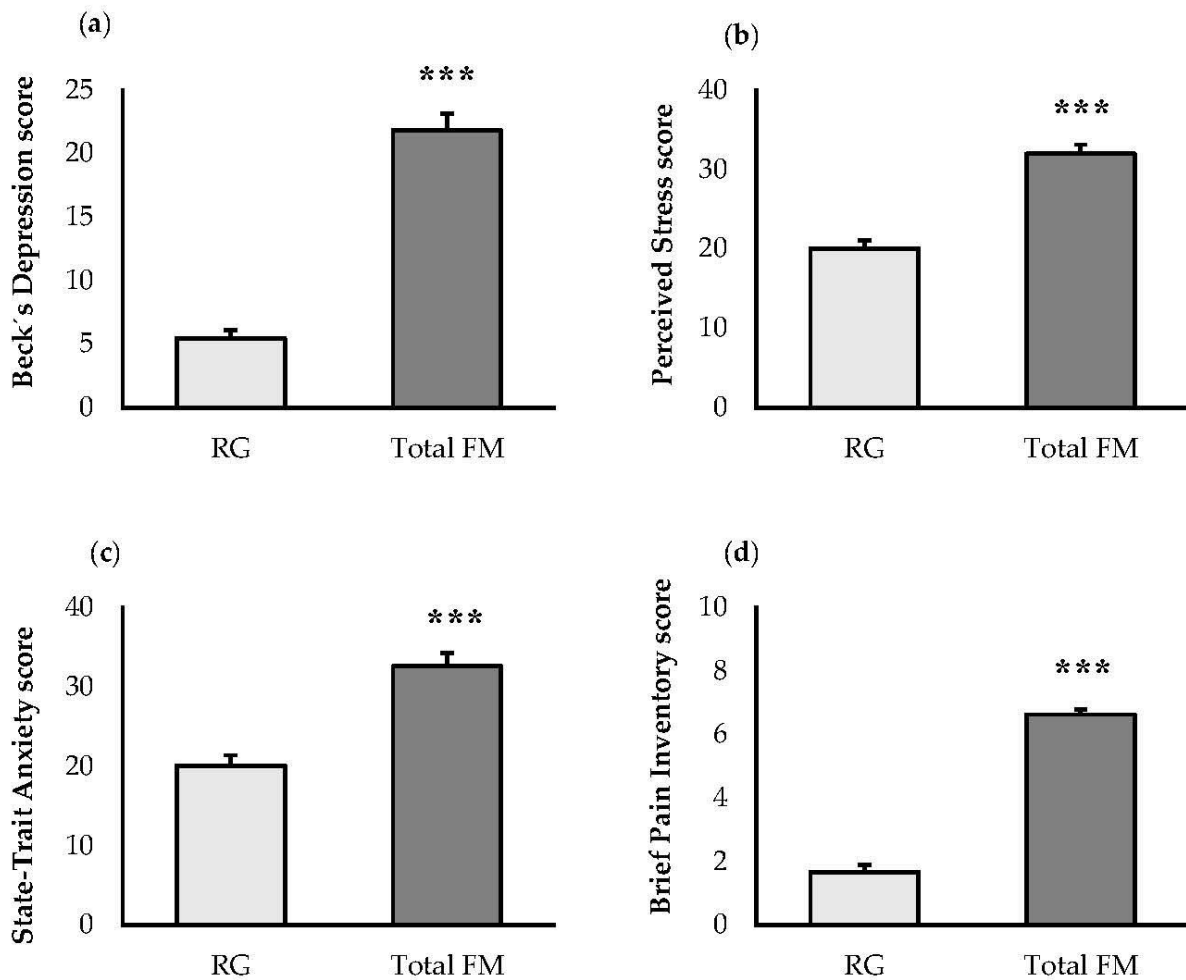 (a)
Beck´s Depression score
25
20
15
10
5
0
***
RG
Total FM
(b)
Perceived Stress score
40
30
20
10
0
***
RG
Total FM
(c)
State-Trait Anxiety score
40
30
20
10
0
***
RG
Total FM
(d)
Brief Pain Inventory score
10
8
6
4
2
0
***
RG
Total FM